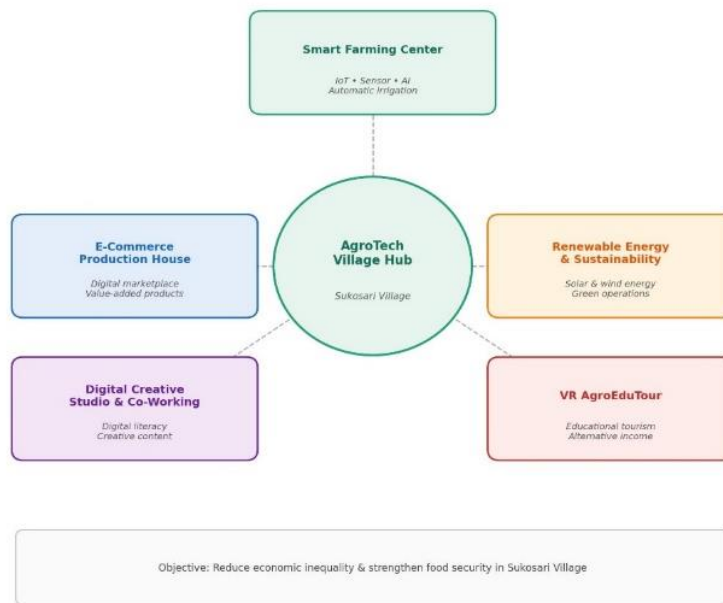 Smart Farming Center
IoT • Sensor • AI
Automatic Irrigation
E-Commerce
Production House
Digital marketplace
Value-added products
AgroTech
Village Hub
Sukosari Village
Renewable Energy
& Sustainability
Solar & wind energy
Green operations
Digital Creative
Studio & Co-Working
Digital literacy
Creative content
VR AgroEduTour
Educational tourism
Alternative income
Objective: Reduce economic inequality & strengthen food security in Sukosari Village